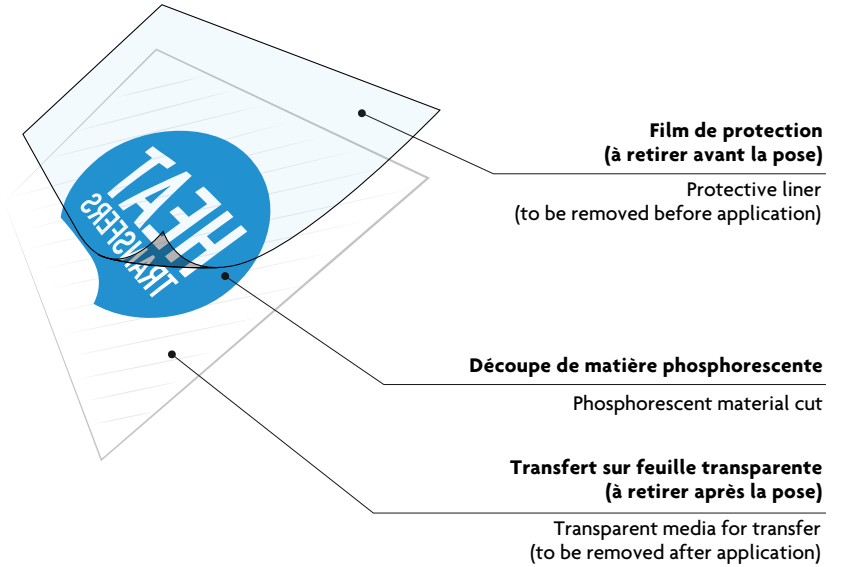 HEAT
TRANSFERS
Film de protection
(à retirer avant la pose)
Protective liner
(to be removed before application)
Découpe de matière phosphorescente
Phosphorescent material cut
Transfert sur feuille transparente
(à retirer après la pose)
Transparent media for transfer
(to be removed after application)